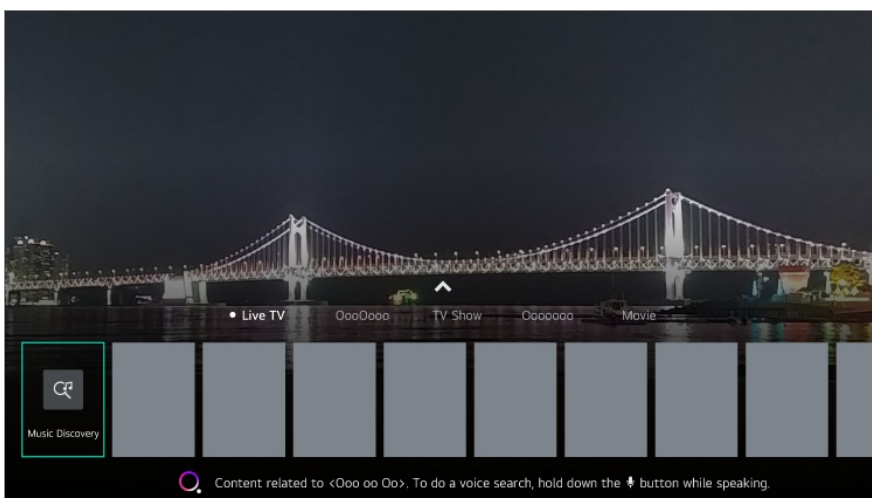 Live TV OooOooo TV Show Ooooooo Movie
Music Discovery
Content related to <Ooo oo Oo>. To do a voice search, hold down the button while speaking.